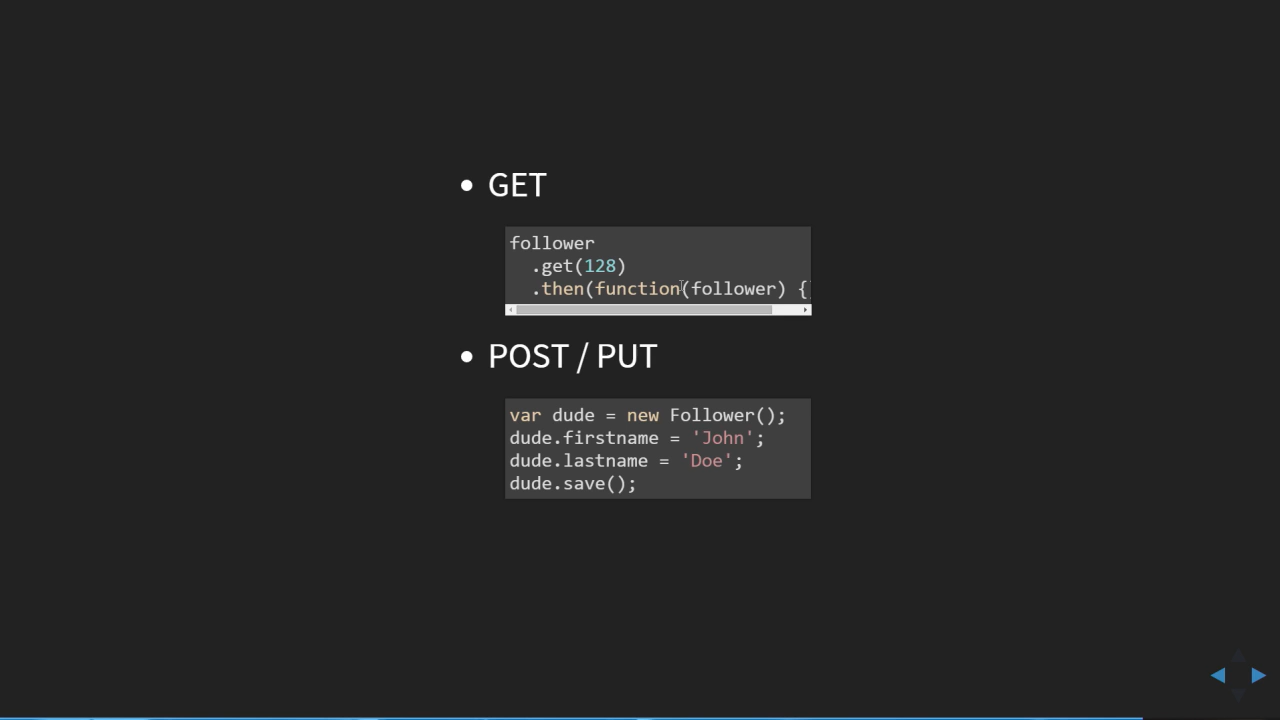 GET
follower
.get(128)
.then(function(follower) {
POST / PUT
var dude = new Follower();
dude.firstname = 'John';
dude.lastname = 'Doe';
dude.save();